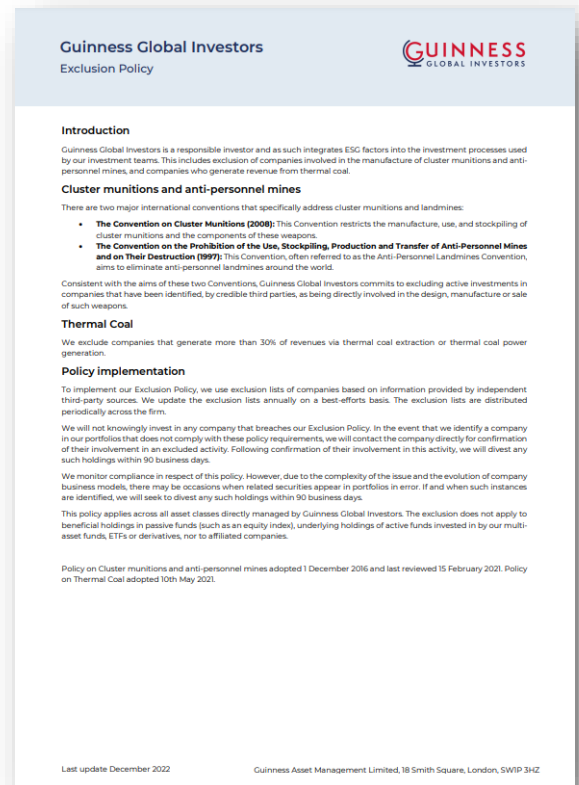 Guinness Global Investors
Exclusion Policy
GUINNESS
GLOBAL INVESTORS
Introduction
Guinness Global Investors is a responsible investor and as such integrates ESG factors into the investment processes used
by our investment teams. This includes exclusion of companies involved in the manufacture of cluster munitions and anti-
personnel mines, and companies who generate revenue from thermal coal.
Cluster munitions and anti-personnel mines
There are two major international conventions that specifically address cluster munitions and landmines:
• The Convention on Cluster Munitions (2008): This Convention restricts the manufacture, use, and stockpiling of
cluster munitions and the components of these weapons.
• The Convention on the Prohibition of the Use, Stockpiling, Production and Transfer of Anti-Personnel Mines
and on Their Destruction (1997): This Convention, often referred to as the Anti-Personnel Landmines Convention,
aims to eliminate anti-personnel landmines around the world.
Consistent with the aims of these two Conventions, Guinness Global Investors commits to excluding active investments in
companies that have been identified, by credible third parties, as being directly involved in the design, manufacture or sale
of such weapons.
Thermal Coal
We exclude companies that generate more than 30% of revenues via thermal coal extraction or thermal coal power
generation.
Policy implementation
To implement our Exclusion Policy, we use exclusion lists of companies based on information provided by independent
third-party sources. We update the exclusion lists annually on a best-efforts basis. The exclusion lists are distributed
periodically across the firm.
We will not knowingly invest in any company that breaches our Exclusion Policy. In the event that we identify a company
in our portfolios that does not comply with these policy requirements, we will contact the company directly for confirmation
of their involvement in an excluded activity. Following confirmation of their involvement in this activity, we will divest any
such holdings within 90 business days.
We monitor compliance in respect of this policy. However, due to the complexity of the issue and the evolution of company
business models, there may be occasions when related securities appear in portfolios in error. If and when such instances
are identified, we will seek to divest any such holdings within 90 business days.
This policy applies across all asset classes directly managed by Guinness Global Investors. The exclusion does not apply to
beneficial holdings in passive funds (such as an equity index), underlying holdings of active funds invested in by our multi-
asset funds, ETFs or derivatives, nor to affiliated companies.
Policy on Cluster munitions and anti-personnel mines adopted 1 December 2016 and last reviewed 15 February 2021. Policy
on Thermal Coal adopted 10th May 2021.
Last update December 2022
Guinness Asset Management Limited, 18 Smith Square, London, SW1P 3HZ